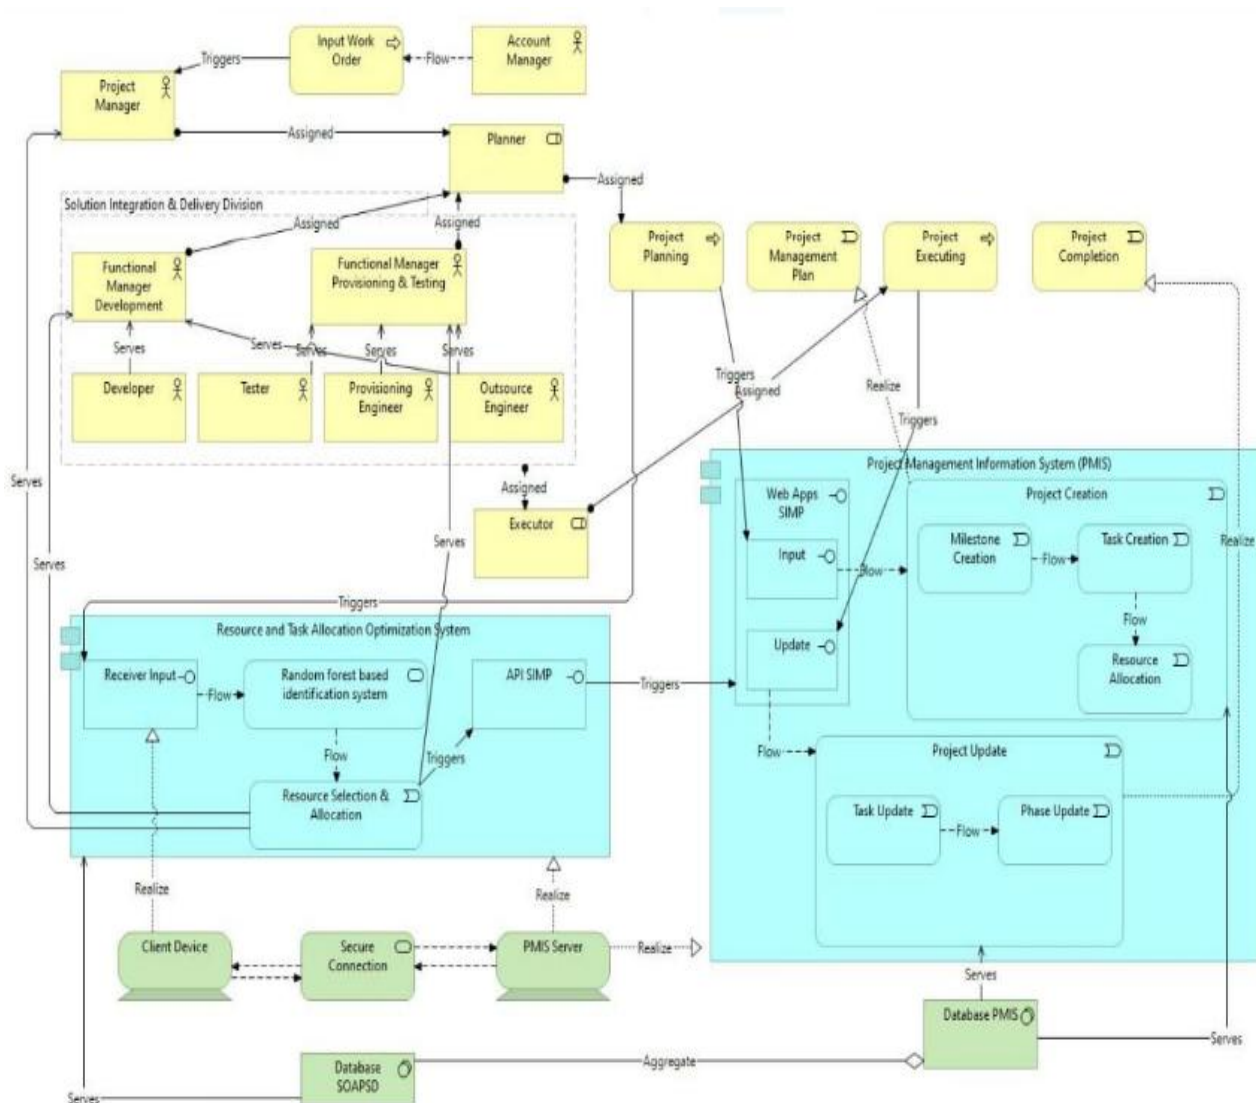 Input Work
Order
Account
Manager
Triggers
Flow
Project
Manager
Assigned
Planner
Assigned
Solution Integration & Delivery Division
Assigned
Assigned
Project
Planning
Project
Management
Plan
Project
Executing
Project
Completion
Functional
Manager
Development
Functional Manager
Provisioning & Testing
Serves
Serves
Serves
Serves
Serves
Triggers
Assigned
Realize
Triggers
Developer
Tester
Provisioning
Engineer
Outsource
Engineer
Serves
Assigned
Executor
Serves
Serves
Realize
Project Management Information System (PMIS)
Web Apps
SIMP
Project Creation
Input
Flow
Milestone
Creation
Flow
Task Creation
Flow
Update
Resource
Allocation
Serves
Triggers
Resource and Task Allocation Optimization System
Receiver Input
Flow
Random forest based
identification system
API SIMP
Triggers
Flow
Triggers
Resource Selection &
Allocation
Flow
Project Update
Task Update
Flow
Phase Update
Realize
Realize
Client Device
Secure
Connection
PMIS Server
Realize
Serves
Database PMIS
Serves
Database
SOAPSD
Aggregate
Serves